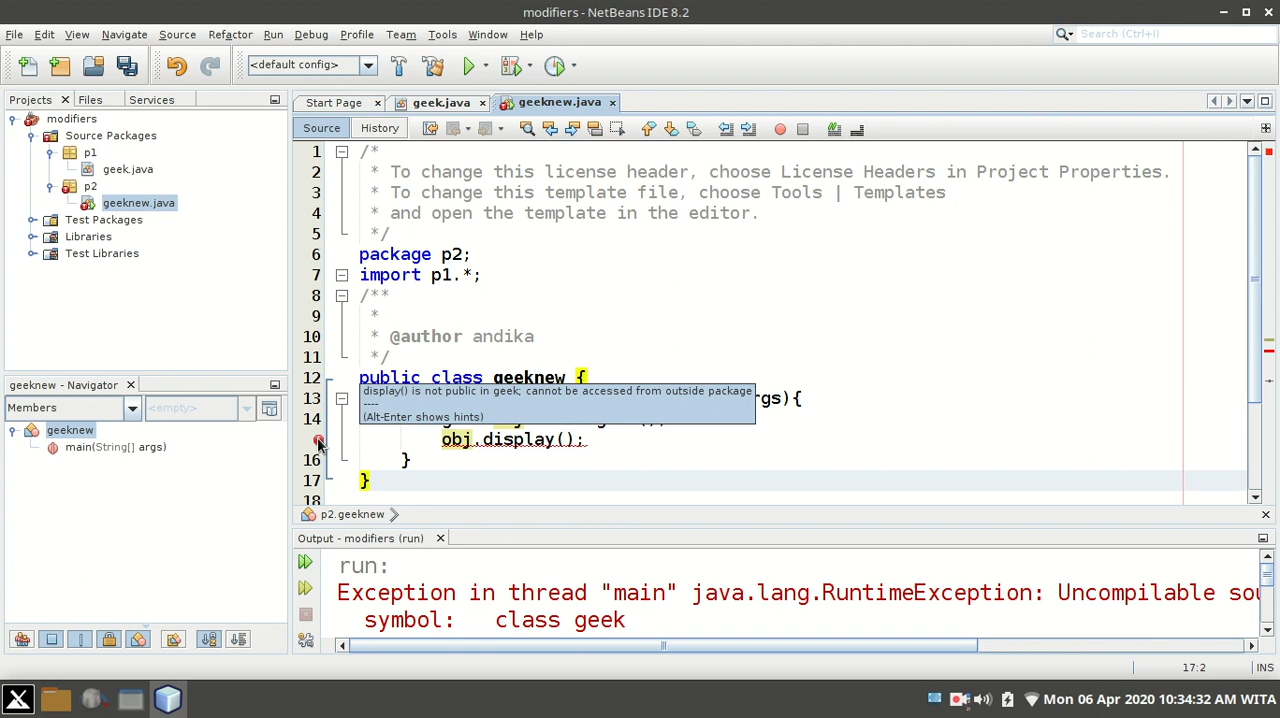 modifiers - NetBeans IDE 8.2
File Edit View Navigate Source Refactor Run Debug Profile Team Tools Window Help
Search (Ctrl+I)
<default config>
Projects Files Services
modifiers
Source Packages
p1
geek.java
p2
geeknew.java
Test Packages
Libraries
Test Libraries
Start Page geek.java geeknew.java
Source History
1 /*
2 * To change this license header, choose License Headers in Project Properties.
3 * To change this template file, choose Tools | Templates
4 * and open the template in the editor.
5 */
6 package p2;
7 import p1.*;
8 /**
9 *
10 * @author andika
11 */
12 public class geeknew {
13 args){
display() is not public in geek; cannot be accessed from outside package
----
(Alt-Enter shows hints)
14
obj.display();
16 }
17 }
18
p2.geeknew
geeknew - Navigator
Members <empty>
geeknew
main(String[] args)
Output - modifiers (run)
run:
Exception in thread "main" java.lang.RuntimeException: Uncompilable sou
symbol: class geek
17:2 INS
Mon 06 Apr 2020 10:34:32 AM WITA